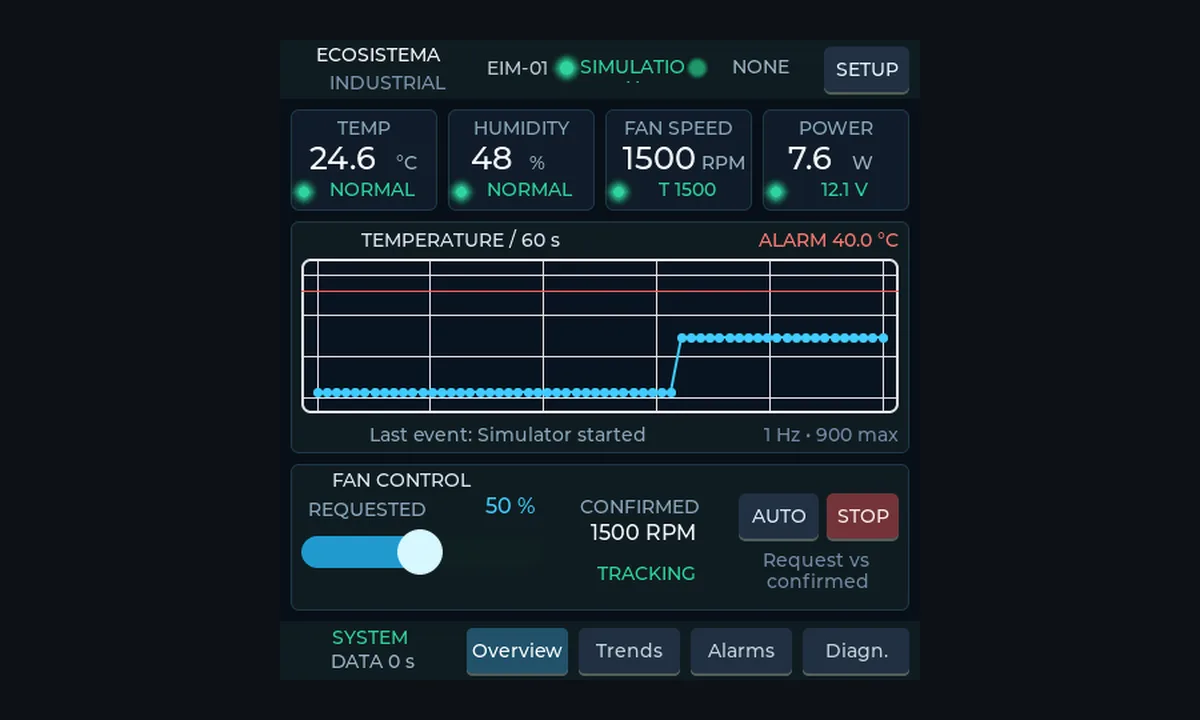 ECOSISTEMA
INDUSTRIAL
EIM-01
SIMULATIO
NONE
SETUP
TEMP
24.6 °C
NORMAL
HUMIDITY
48 %
NORMAL
FAN SPEED
1500 RPM
T 1500
POWER
7.6 W
12.1 V
TEMPERATURE / 60 s
ALARM 40.0 °C
Last event: Simulator started
1 Hz • 900 max
FAN CONTROL
REQUESTED
50 %
CONFIRMED
1500 RPM
TRACKING
AUTO
STOP
Request vs
confirmed
SYSTEM
DATA 0 s
Overview
Trends
Alarms
Diagn.